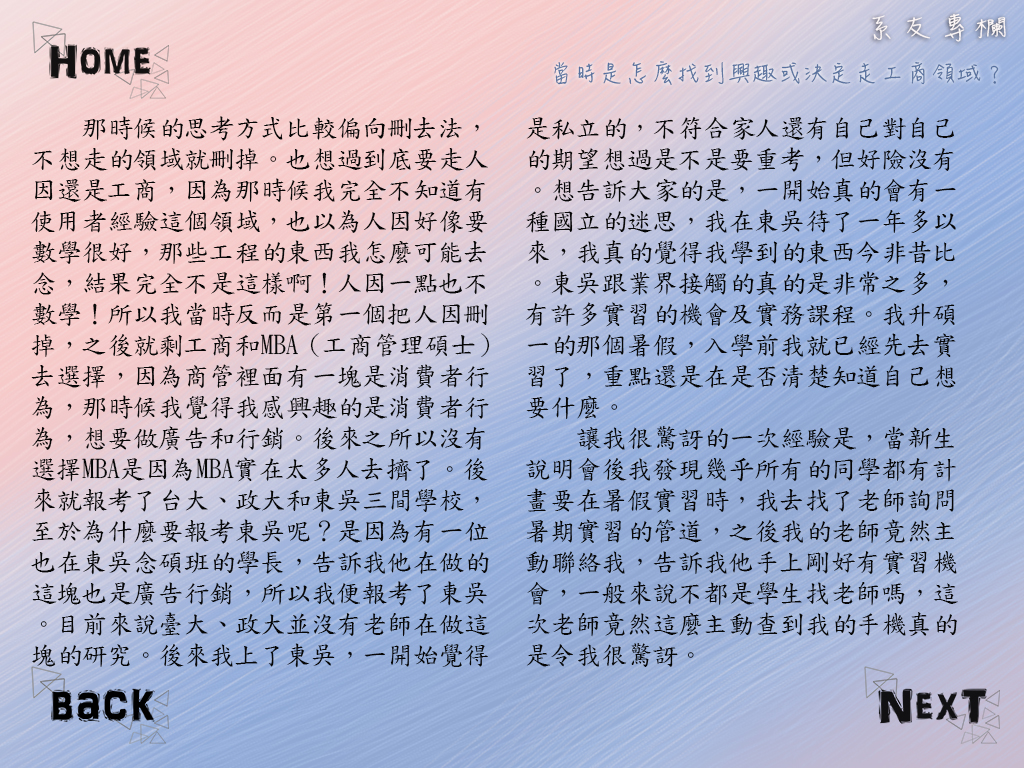 HOME
系友專欄
當時是怎麼找到興趣或決定走工商領域？
那時候的思考方式比較偏向刪去法，
不想走的領域就刪掉。也想過到底要走人
因還是工商，因為那時候我完全不知道有
使用者經驗這個領域，也以為人因好像要
數學很好，那些工程的東西我怎麼可能去
念，結果完全不是這樣啊！人因一點也不
數學！所以我當時反而是第一個把人因刪
掉，之後就剩工商和MBA（工商管理碩士）
去選擇，因為商管裡面有一塊是消費者行
為，那時候我覺得我感興趣的是消費者行
為，想要做廣告和行銷。後來之所以沒有
選擇MBA是因為MBA實在太多人去擠了。後
來就報考了台大、政大和東吳三間學校，
至於為什麼要報考東吳呢？是因為有一位
也在東吳念碩班的學長，告訴我他在做的
這塊也是廣告行銷，所以我便報考了東吳
。目前來說臺大、政大並沒有老師在做這
塊的研究。後來我上了東吳，一開始覺得
是私立的，不符合家人還有自己對自己
的期望想過是不是要重考，但好險沒有
。想告訴大家的是，一開始真的會有一
種國立的迷思，我在東吳待了一年多以
來，我真的覺得我學到的東西今非昔比
。東吳跟業界接觸的真的是非常之多，
有許多實習的機會及實務課程。我升碩
一的那個暑假，入學前我就已經先去實
習了，重點還是在是否清楚知道自己想
要什麼。
讓我很驚訝的一次經驗是，當新生
說明會後我發現幾乎所有的同學都有計
畫要在暑假實習時，我去找了老師詢問
暑期實習的管道，之後我的老師竟然主
動聯絡我，告訴我他手上剛好有實習機
會，一般來說不都是學生找老師嗎，這
次老師竟然這麼主動查到我的手機真的
是令我很驚訝。
BACK
NEXT